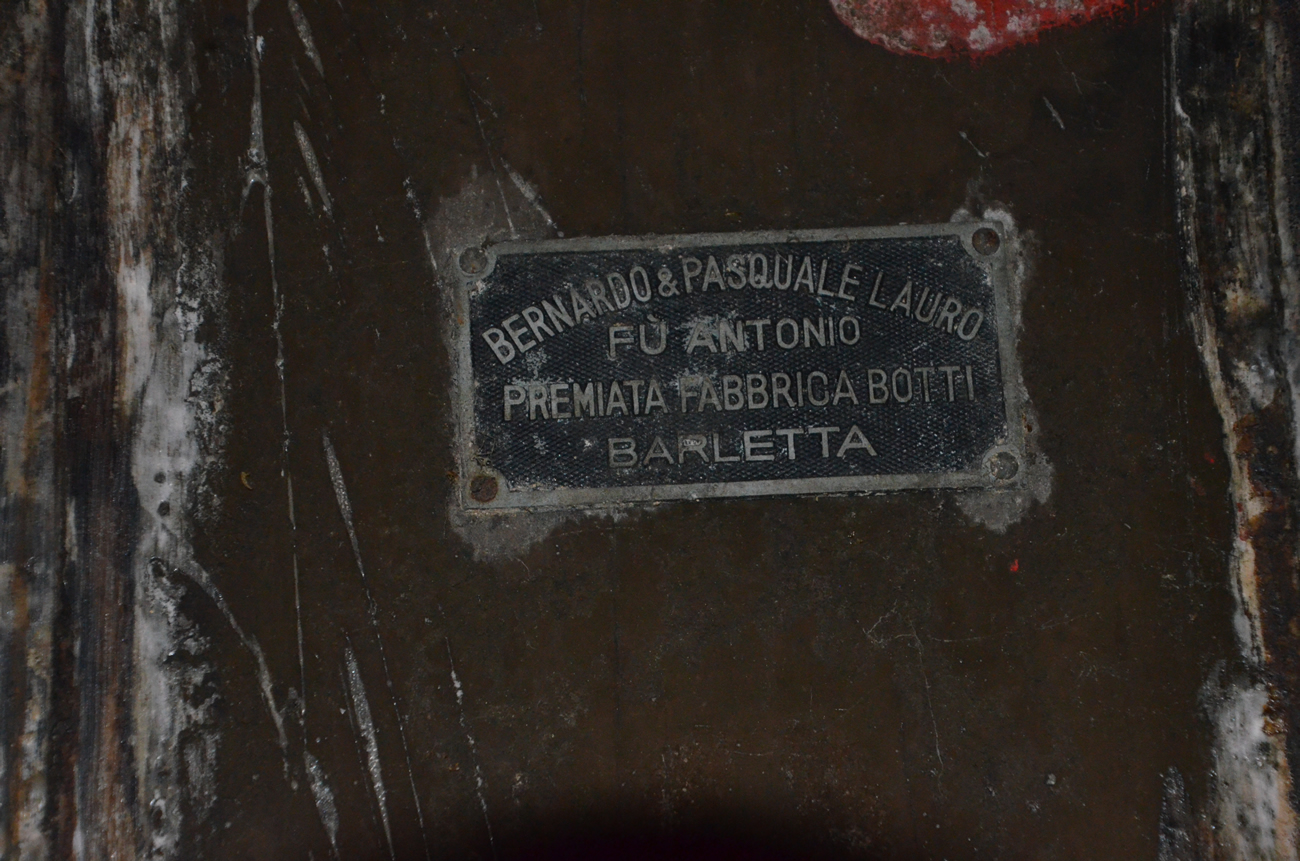 BERNARDO & PASQUALE LAURO
FÙ ANTONIO
PREMIATA FABBRICA BOTTI
BARLETTA